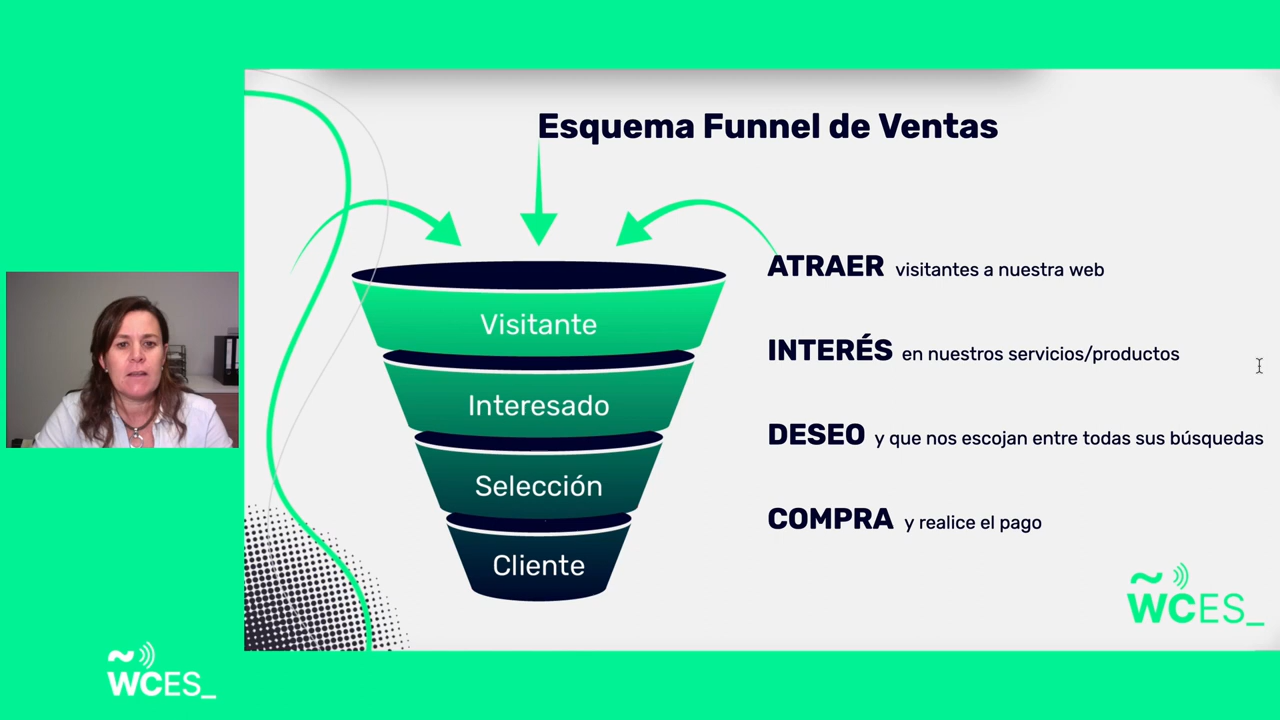 Esquema Funnel de Ventas
Visitante
Interesado
Selección
Cliente
ATRAER visitantes a nuestra web
INTERÉS en nuestros servicios/productos
DESEO y que nos escojan entre todas sus búsquedas
COMPRA y realice el pago
WCES_
WCES_